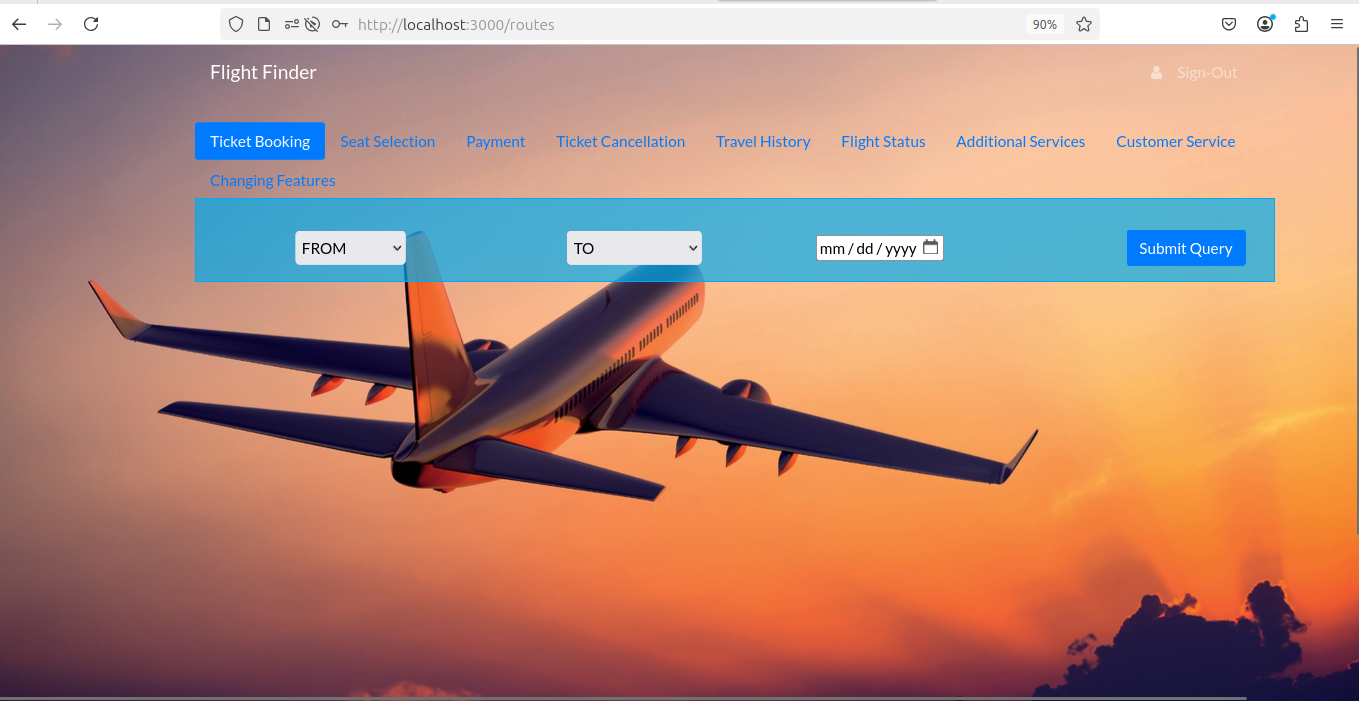 http://localhost:3000/routes 90%
Flight Finder Sign-Out
Ticket Booking Seat Selection Payment Ticket Cancellation Travel History Flight Status Additional Services Customer Service
Changing Features
FROM TO mm / dd / yyyy Submit Query